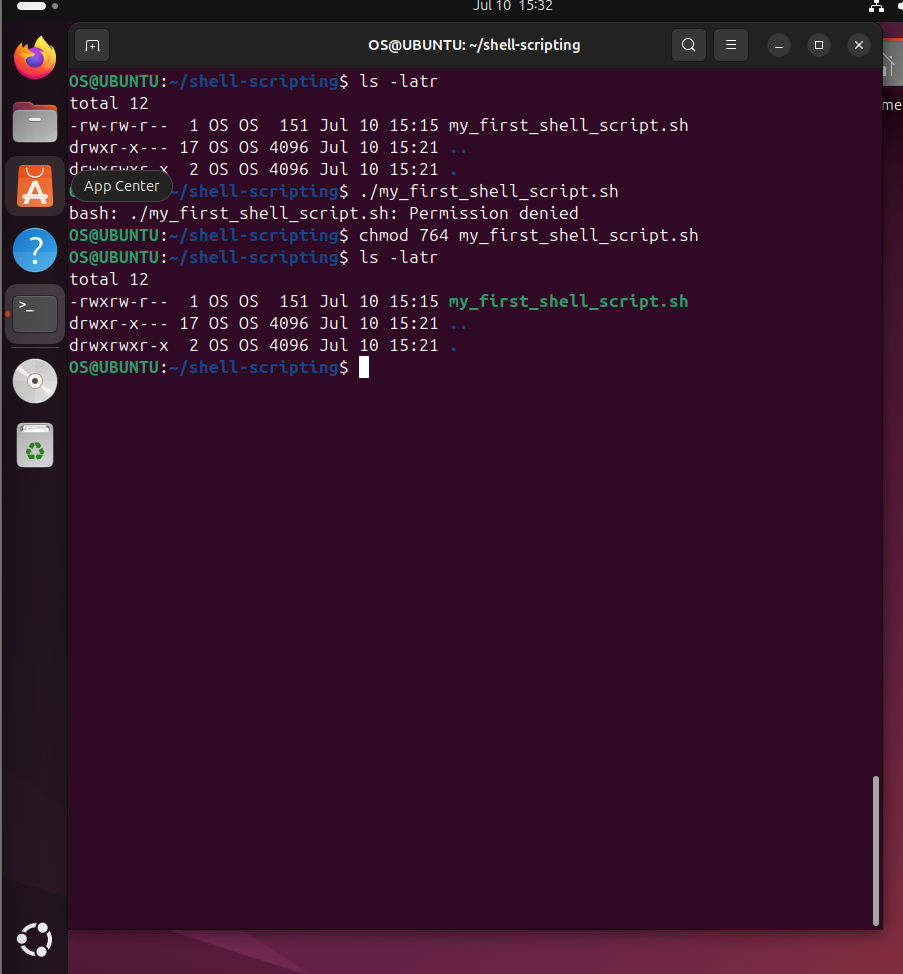 Jul 10 15:32
OS@UBUNTU: ~/shell-scripting
me
OS@UBUNTU:~/shell-scripting$ ls -latr
total 12
-rw-rw-r-- 1 OS OS 151 Jul 10 15:15 my_first_shell_script.sh
drwxr-x--- 17 OS OS 4096 Jul 10 15:21 ..
drwxrwxr-x 2 OS OS 4096 Jul 10 15:21 .
App Center
~/shell-scripting$ ./my_first_shell_script.sh
bash: ./my_first_shell_script.sh: Permission denied
OS@UBUNTU:~/shell-scripting$ chmod 764 my_first_shell_script.sh
OS@UBUNTU:~/shell-scripting$ ls -latr
total 12
-rwxrw-r-- 1 OS OS 151 Jul 10 15:15 my_first_shell_script.sh
drwxr-x--- 17 OS OS 4096 Jul 10 15:21 ..
drwxrwxr-x 2 OS OS 4096 Jul 10 15:21 .
OS@UBUNTU:~/shell-scripting$